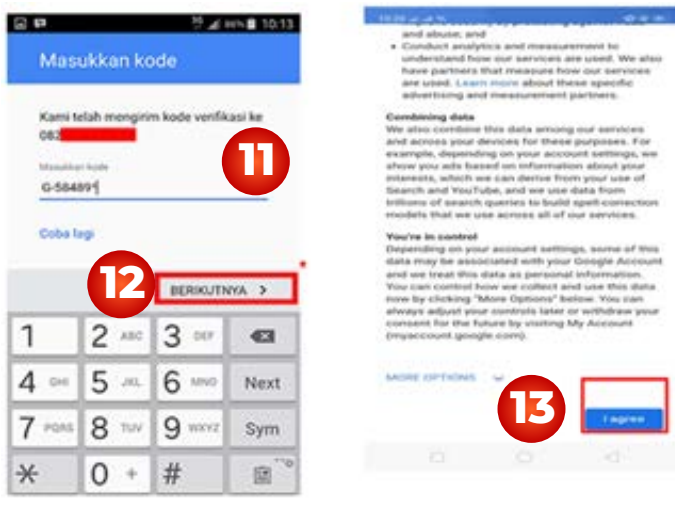 10:13
Masukkan kode
Kami telah mengirim kode verifikasi ke
082
Masukkan kode
G-584891
Coba lagi
11
12
BERIKUTNYA >
1
2 ABC
3 DEF
4 GHI
5 JKL
6 MNO
Next
7 PQRS
8 TUV
9 WXYZ
Sym
*
0 +
#
and abuse; and
• Conduct analytics and measurement to
understand how our services are used. We also
have partners that measure how our services
are used. Learn more about these specific
advertising and measurement partners.
Combining data
We also combine this data among our services
and across your devices for these purposes. For
example, depending on your account settings, we
show you ads based on information about your
interests, which we can derive from your use of
Search and YouTube, and we use data from
trillions of search queries to build spell-correction
models that we use across all of our services.
You're in control
Depending on your account settings, some of this
data may be associated with your Google Account
and we treat this data as personal information.
You can control how we collect and use this data
now by clicking "More Options" below. You can
always adjust your controls later or withdraw your
consent for the future by visiting My Account
(myaccount.google.com).
MORE OPTIONS
13
I agree